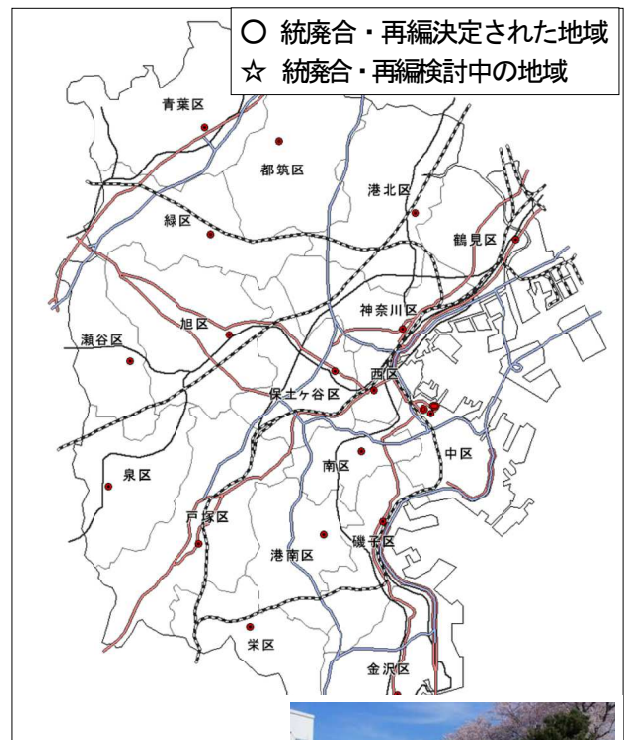 ○ 統廃合・再編決定された地域
☆ 統廃合・再編検討中の地域
青葉区
都筑区
港北区
緑区
鶴見区
神奈川区
旭区
瀬谷区
西区
保土ヶ谷区
中区
南区
泉区
戸塚区
磯子区
港南区
栄区
金沢区